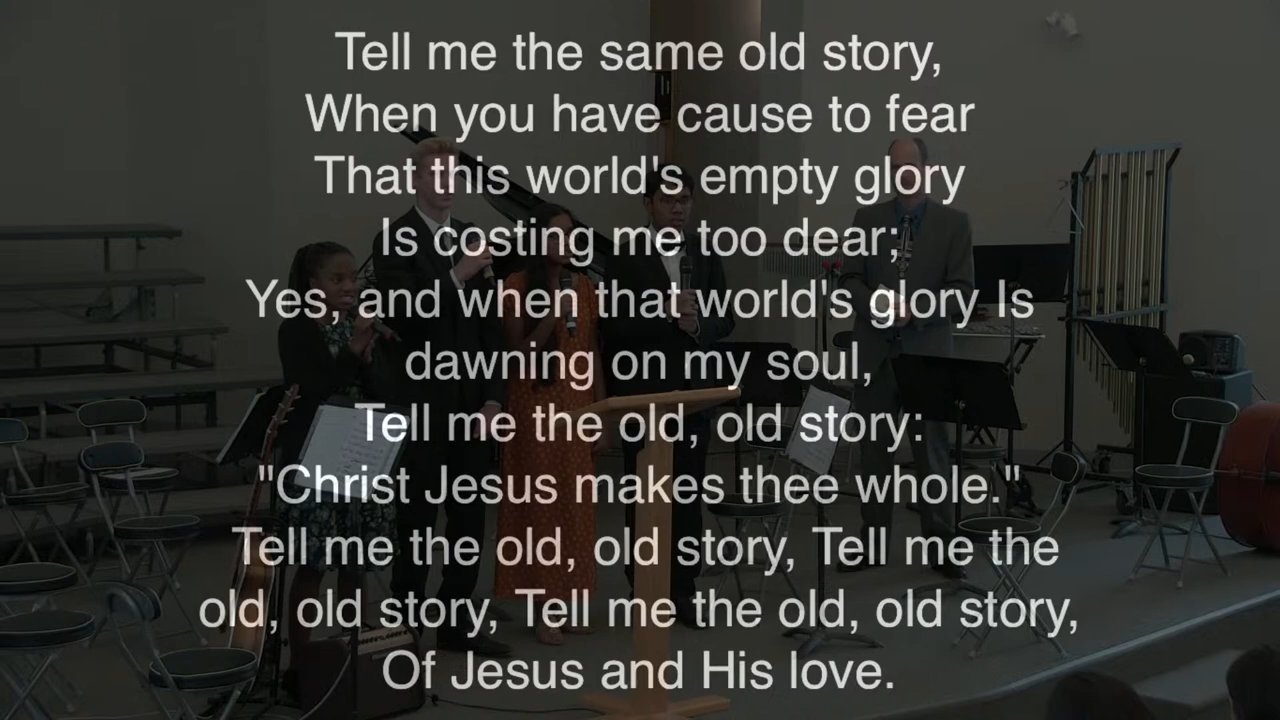 Tell me the same old story,
When you have cause to fear
That this world's empty glory
Is costing me too dear;
Yes, and when that world's glory Is
dawning on my soul,
Tell me the old, old story:
"Christ Jesus makes thee whole."
Tell me the old, old story, Tell me the
old, old story, Tell me the old, old story,
Of Jesus and His love.